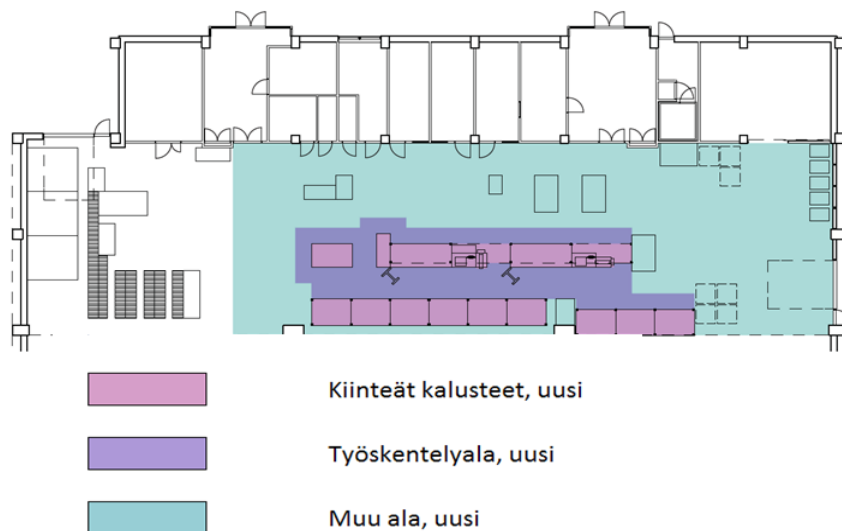 Kiinteät kalusteet, uusi
Työskentelyala, uusi
Muu ala, uusi